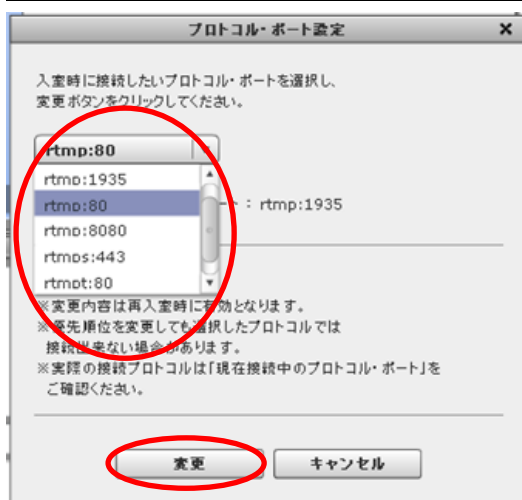 プロトコル・ポート設定 ×
入室時に接続したいプロトコル・ポートを選択し、
変更ボタンをクリックしてください。
rtmp:80
rtmp:1935
rtmp:80
ト : rtmp:1935
rtmp:8080
rtmps:443
rtmpt:80
※変更内容は再入室時に有効となります。
※優先順位を変更しても選択したプロトコルでは
接続出来ない場合があります。
※実際の接続プロトコルは「現在接続中のプロトコル・ポート」を
ご確認ください。
変更 キャンセル